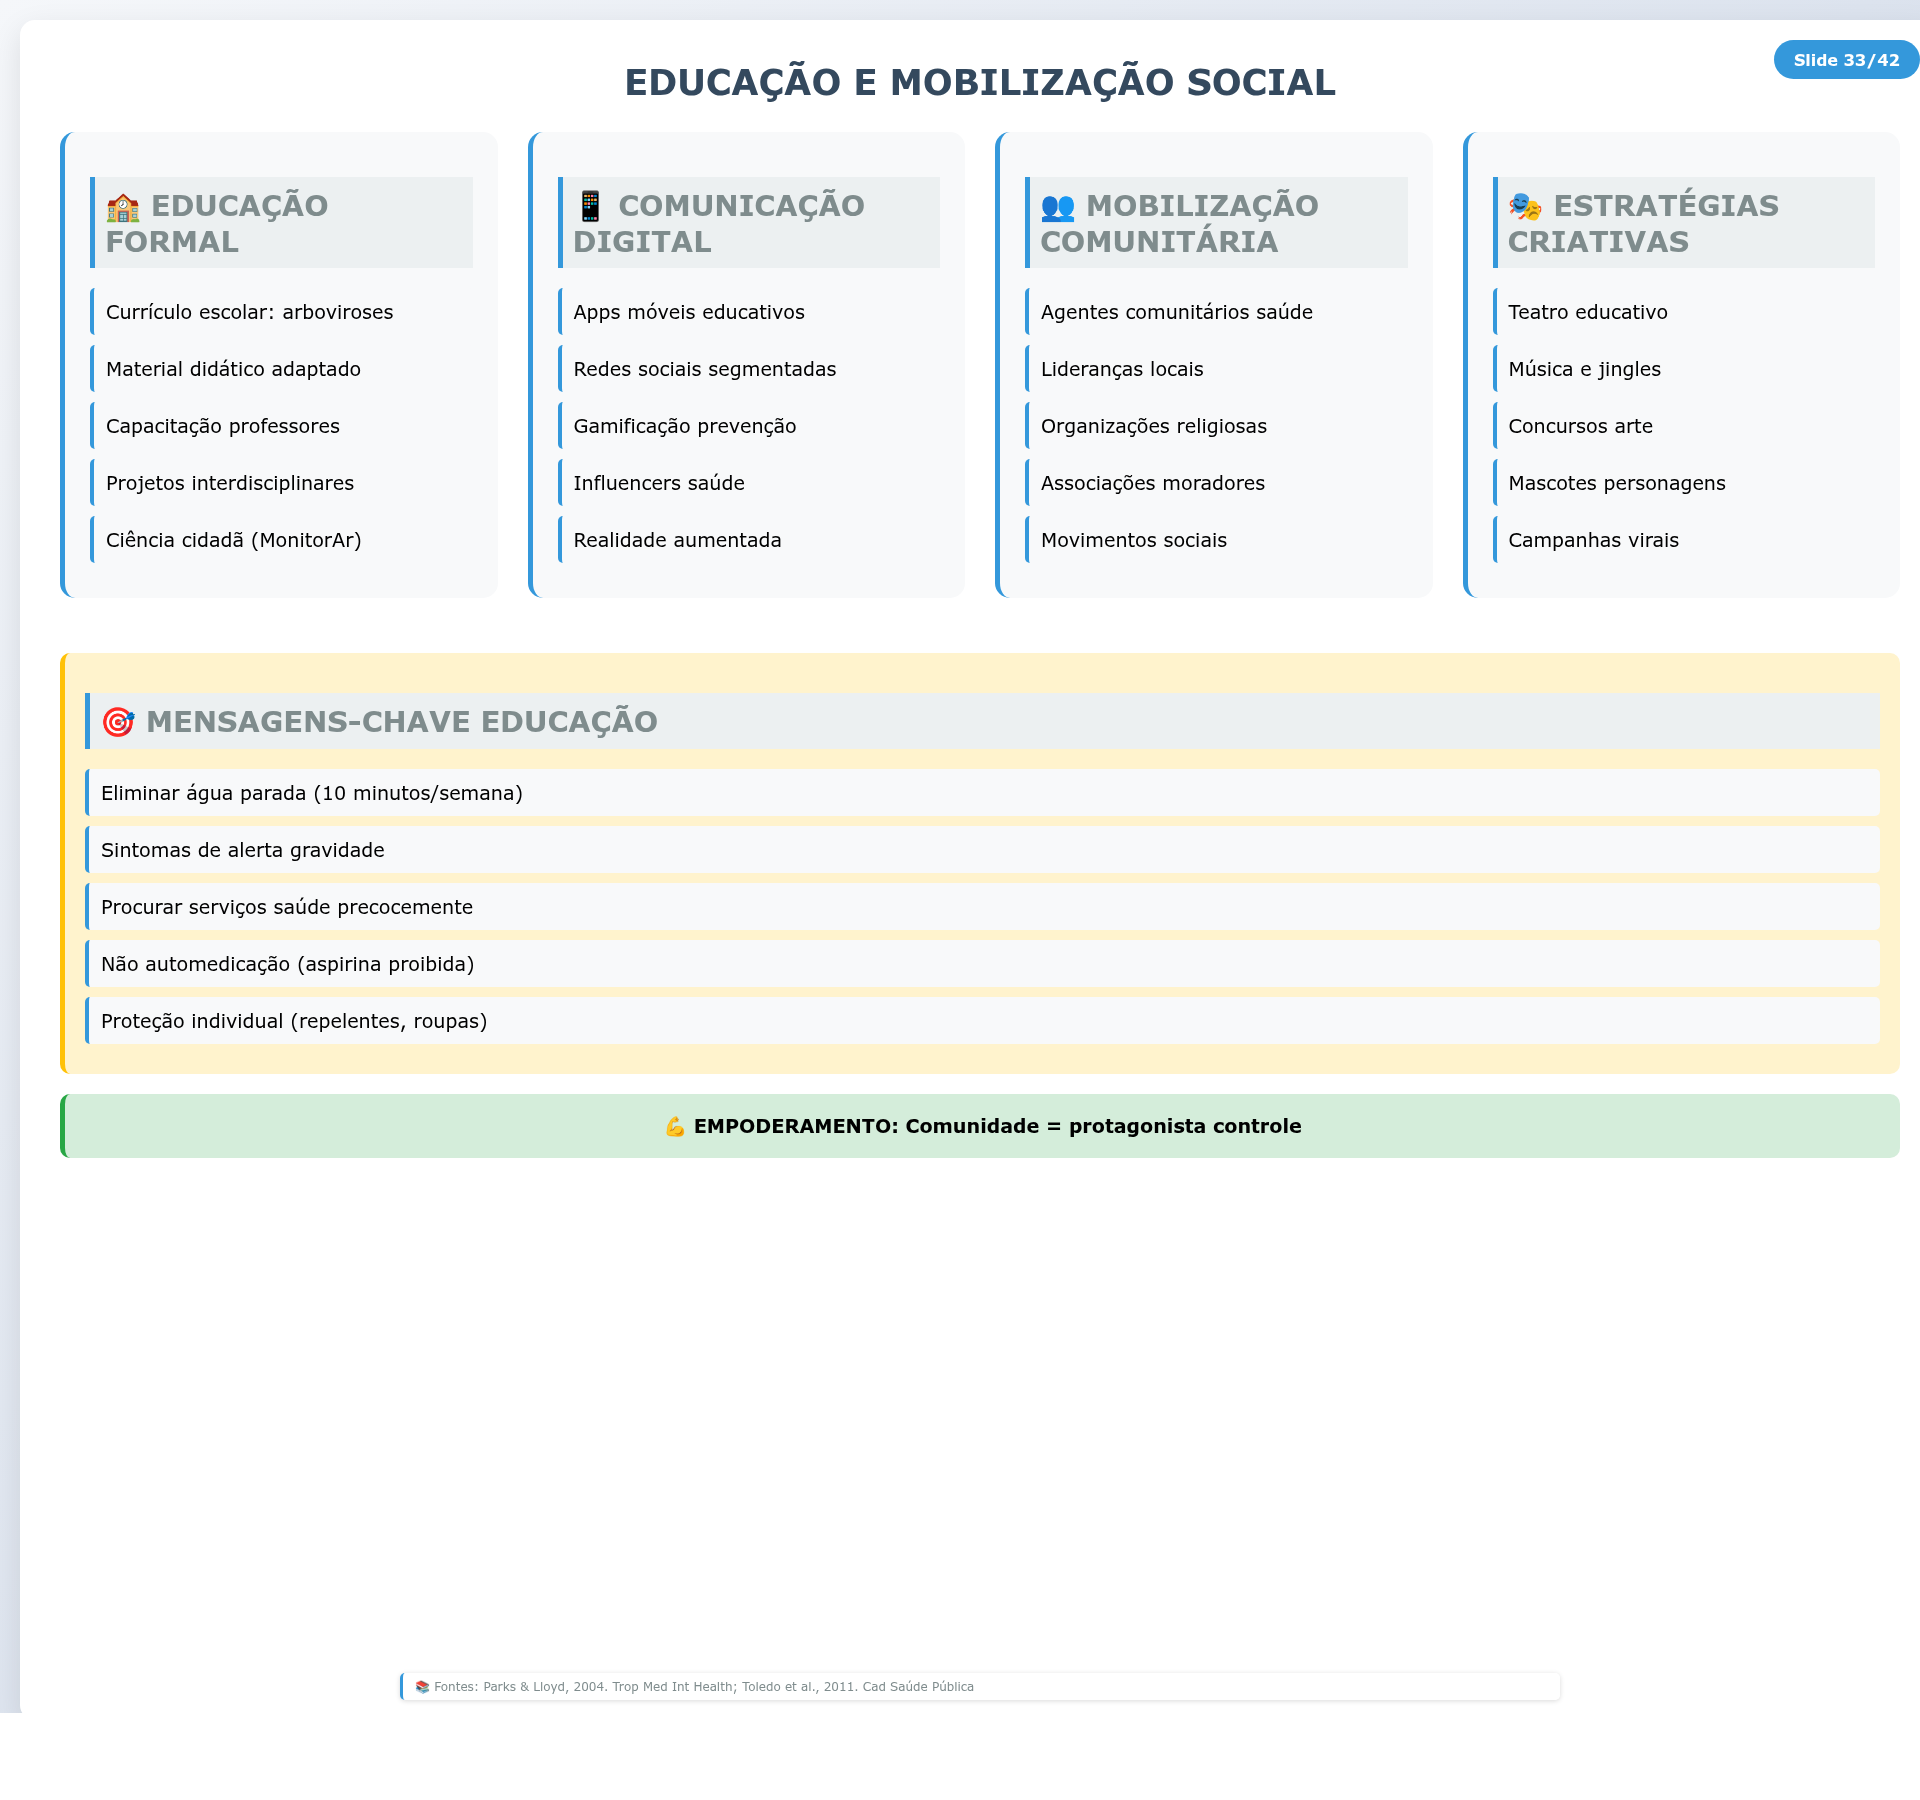 Slide 33/42
EDUCAÇÃO E MOBILIZAÇÃO SOCIAL
🏫 EDUCAÇÃO
FORMAL
Currículo escolar: arboviroses
Material didático adaptado
Capacitação professores
Projetos interdisciplinares
Ciência cidadã (MonitorAr)
📱 COMUNICAÇÃO
DIGITAL
Apps móveis educativos
Redes sociais segmentadas
Gamificação prevenção
Influencers saúde
Realidade aumentada
👥 MOBILIZAÇÃO
COMUNITÁRIA
Agentes comunitários saúde
Lideranças locais
Organizações religiosas
Associações moradores
Movimentos sociais
🎭 ESTRATÉGIAS
CRIATIVAS
Teatro educativo
Música e jingles
Concursos arte
Mascotes personagens
Campanhas virais
🎯 MENSAGENS-CHAVE EDUCAÇÃO
Eliminar água parada (10 minutos/semana)
Sintomas de alerta gravidade
Procurar serviços saúde precocemente
Não automedicação (aspirina proibida)
Proteção individual (repelentes, roupas)
💪 EMPODERAMENTO: Comunidade = protagonista controle
📚 Fontes: Parks & Lloyd, 2004. Trop Med Int Health; Toledo et al., 2011. Cad Saúde Pública